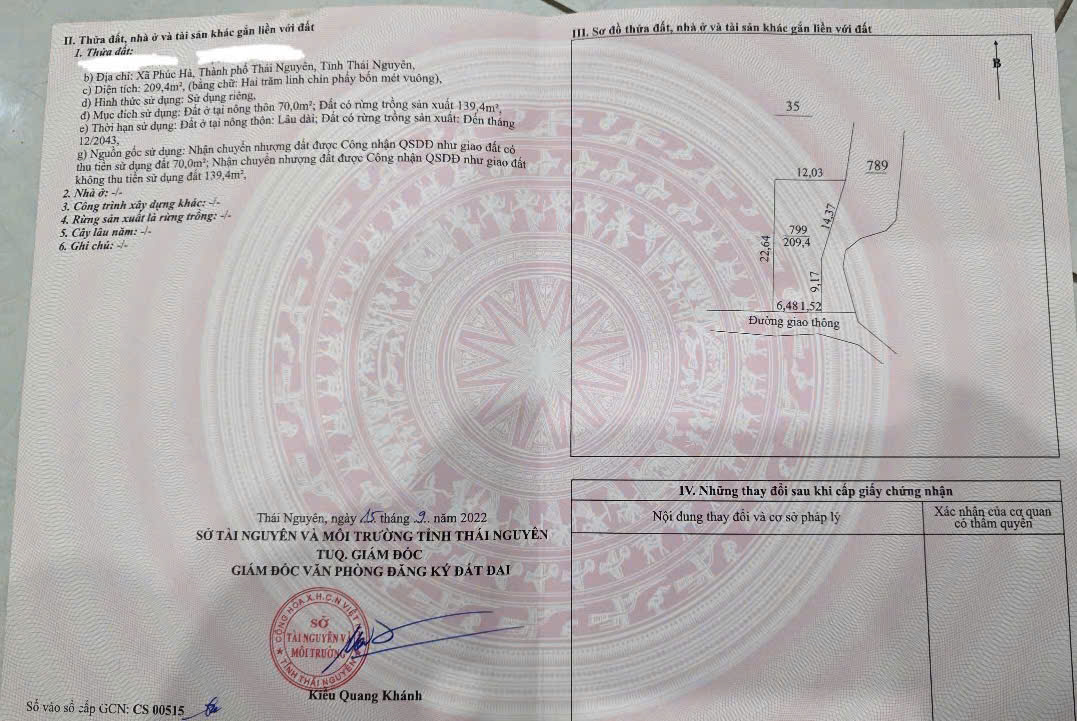 II. Thửa đất, nhà ở và tài sản khác gắn liền với đất
1. Thửa đất:
b) Địa chỉ: Xã Phúc Hà, Thành phố Thái Nguyên, Tỉnh Thái Nguyên,
c) Diện tích: 209,4m², (bằng chữ: Hai trăm linh chín phẩy bốn mét vuông),
d) Hình thức sử dụng: Sử dụng riêng,
đ) Mục đích sử dụng: Đất ở tại nông thôn 70,0m²; Đất có rừng trồng sản xuất 139,4m²,
e) Thời hạn sử dụng: Đất ở tại nông thôn: Lâu dài; Đất có rừng trồng sản xuất: Đến tháng
12/2043,
g) Nguồn gốc sử dụng: Nhận chuyển nhượng đất được Công nhận QSDĐ như giao đất có
thu tiền sử dụng đất 70,0m²; Nhận chuyển nhượng đất được Công nhận QSDĐ như giao đất
không thu tiền sử dụng đất 139,4m²,
2. Nhà ở: -/-
3. Công trình xây dựng khác: -/-
4. Rừng sản xuất là rừng trồng: -/-
5. Cây lâu năm: -/-
6. Ghi chú: -/-
Thái Nguyên, ngày 15 tháng 9 năm 2022
SỞ TÀI NGUYÊN VÀ MÔI TRƯỜNG TỈNH THÁI NGUYÊN
TUQ. GIÁM ĐỐC
GIÁM ĐỐC VĂN PHÒNG ĐĂNG KÝ ĐẤT ĐAI
CỘNG HÒA X.H.C.N VIỆT
SỞ
TÀI NGUYÊN VÀ
MÔI TRƯỜNG
TỈNH THÁI NGUYÊN
Kiều Quang Khánh
Số vào sổ cấp GCN: CS 00515
III. Sơ đồ thửa đất, nhà ở và tài sản khác gắn liền với đất
B
35
789
12,03
14,37
799
209,4
22,64
9,17
6,48 1,52
Đường giao thông
IV. Những thay đổi sau khi cấp giấy chứng nhận
Nội dung thay đổi và cơ sở pháp lý
Xác nhận của cơ quan
có thẩm quyền